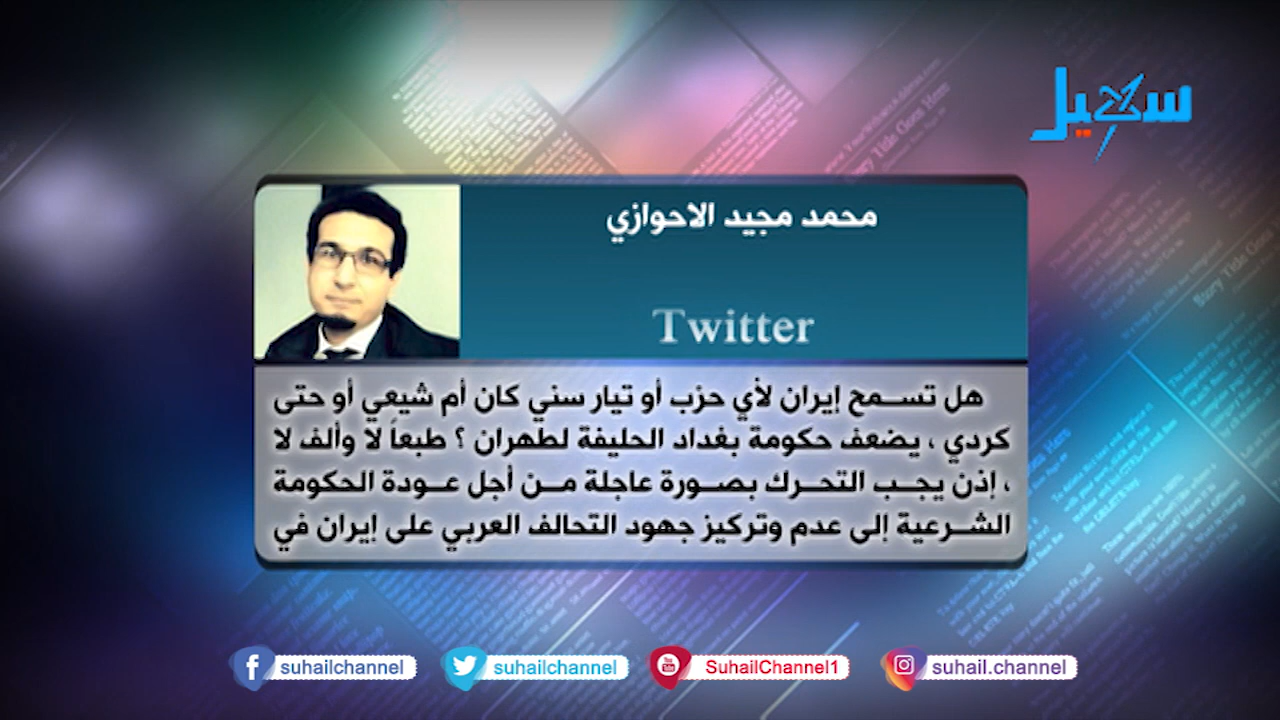 سهيل
محمد مجيد الاحوازي
Twitter
هل تسمح إيران لأي حزب أو تيار سني كان أم شيعي أو حتى
كردي ، يضعف حكومة بغداد الحليفة لطهران ؟ طبعاً لا وألف لا
، إذن يجب التحرك بصورة عاجلة من أجل عودة الحكومة
الشرعية إلى عدم وتركيز جهود التحالف العربي على إيران في
suhailchannel
suhailchannel
SuhailChannel1
suhail.channel